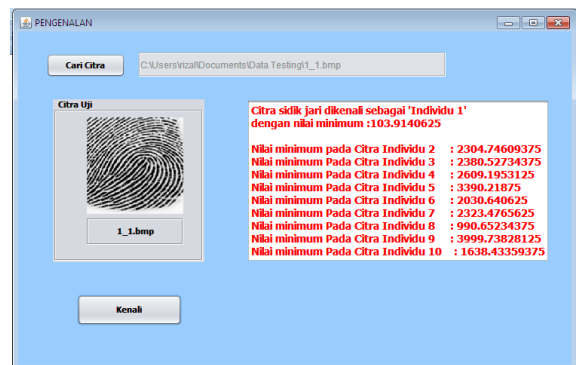 PENGENALAN
Cari Citra
C:\Users\rizal\Documents\Data Testing\1_1.bmp
Citra Uji
1_1.bmp
Kenali
Citra sidik jari dikenali sebagai 'Individu 1'
dengan nilai minimum :103.9140625
Nilai minimum Pada Citra Individu 2 : 2304.74609375
Nilai minimum Pada Citra Individu 3 : 2380.52734375
Nilai minimum Pada Citra Individu 4 : 2609.1953125
Nilai minimum Pada Citra Individu 5 : 3390.21875
Nilai minimum Pada Citra Individu 6 : 2030.640625
Nilai minimum Pada Citra Individu 7 : 2323.4765625
Nilai minimum Pada Citra Individu 8 : 990.65234375
Nilai minimum Pada Citra Individu 9 : 3999.73828125
Nilai minimum Pada Citra Individu 10 : 1638.43359375